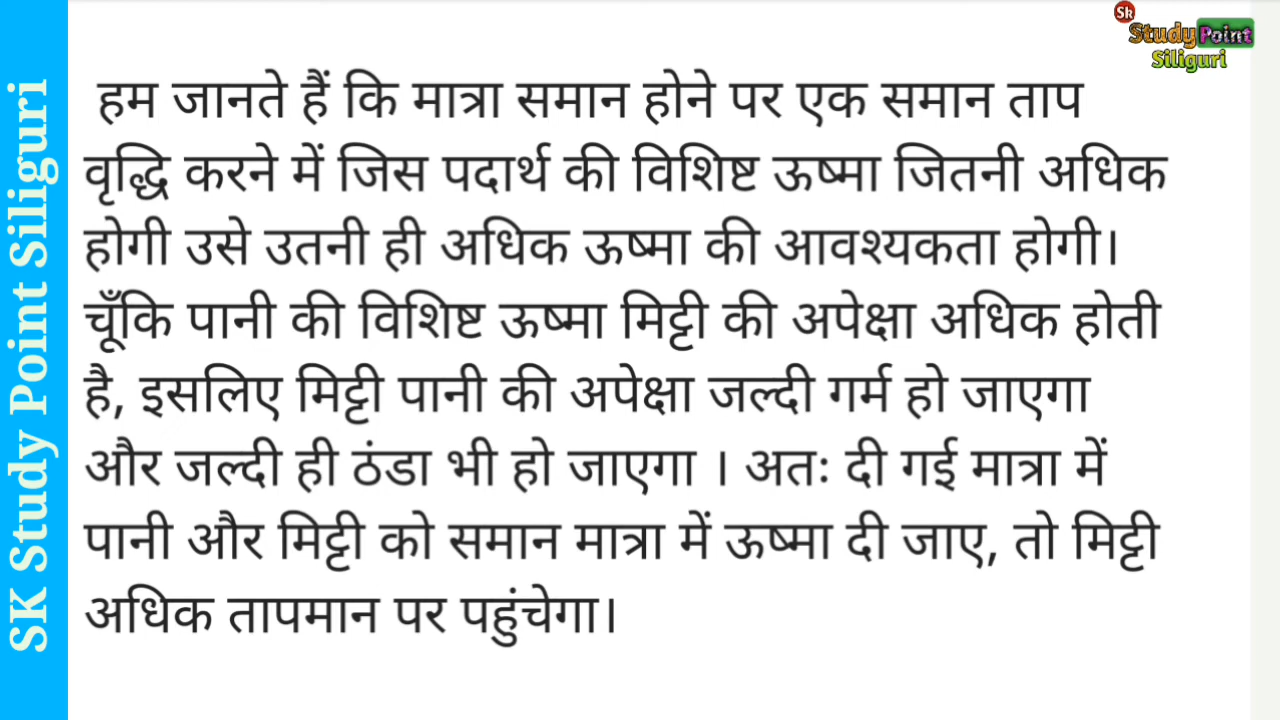 SK Study Point Siliguri
Sk
Study Point
Siliguri
हम जानते हैं कि मात्रा समान होने पर एक समान ताप
वृद्धि करने में जिस पदार्थ की विशिष्ट ऊष्मा जितनी अधिक
होगी उसे उतनी ही अधिक ऊष्मा की आवश्यकता होगी।
चूँकि पानी की विशिष्ट ऊष्मा मिट्टी की अपेक्षा अधिक होती
है, इसलिए मिट्टी पानी की अपेक्षा जल्दी गर्म हो जाएगा
और जल्दी ही ठंडा भी हो जाएगा । अतः दी गई मात्रा में
पानी और मिट्टी को समान मात्रा में ऊष्मा दी जाए, तो मिट्टी
अधिक तापमान पर पहुंचेगा।